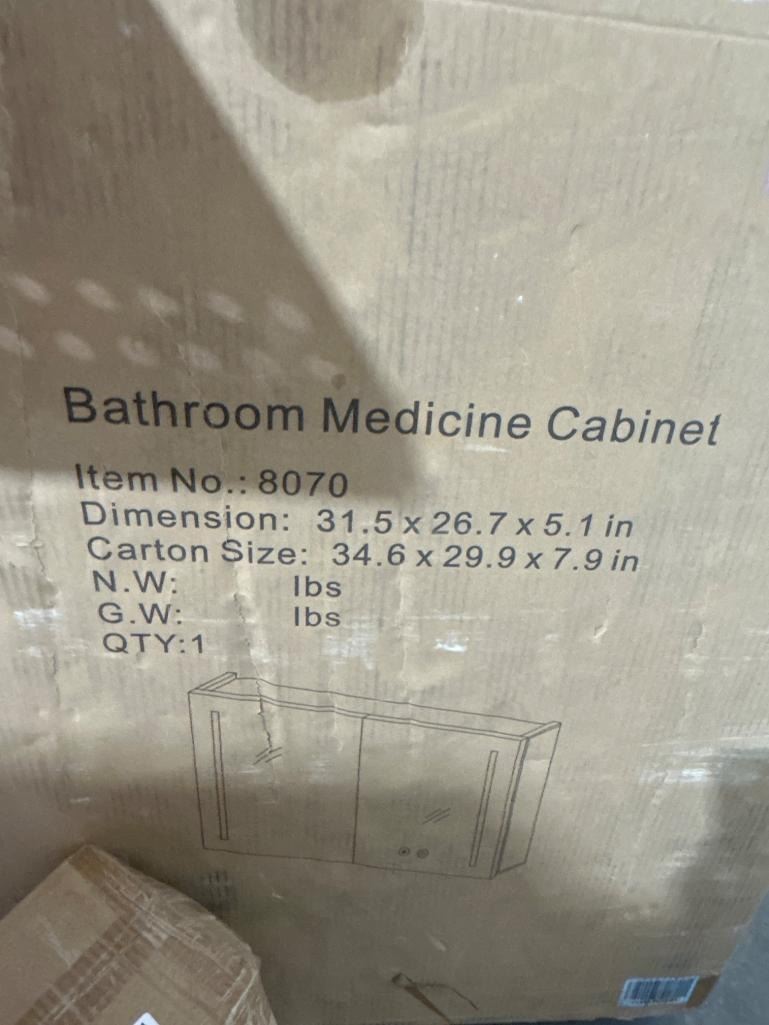 Bathroom Medicine Cabinet
Item No.: 8070
Dimension: 31.5 x 26.7 x 5.1 in
Carton Size: 34.6 x 29.9 x 7.9 in
N.W: lbs
G.W: lbs
QTY:1